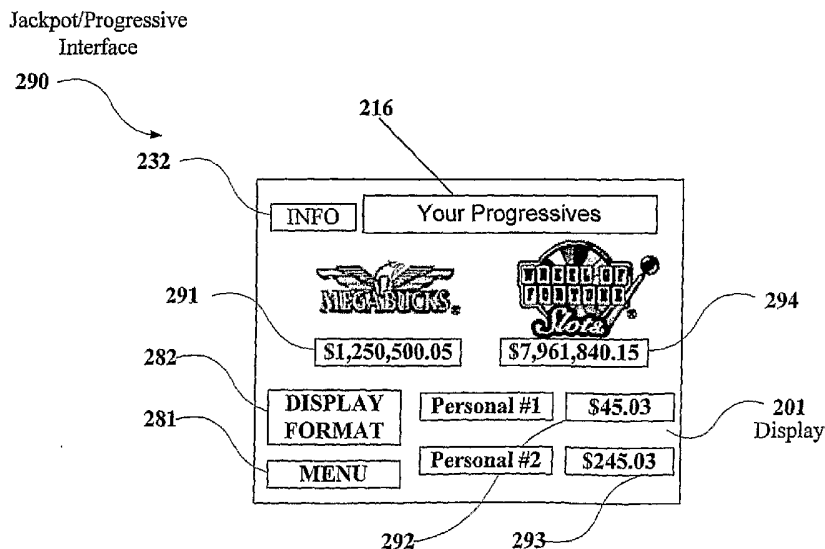 Jackpot/Progressive
Interface
290
216
232
INFO
Your Progressives
MEGABUCKS®
WHEEL OF
FORTUNE®
Slots
291
294
$1,250,500.05
$7,961,840.15
282
DISPLAY
FORMAT
Personal #1
$45.03
201
Display
281
MENU
Personal #2
$245.03
292
293